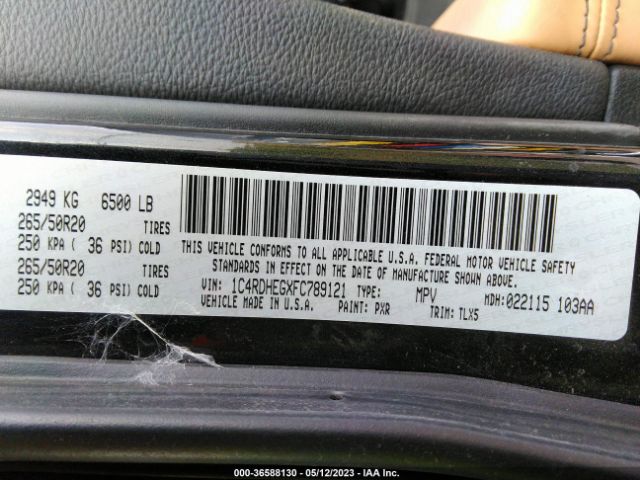 2949 KG 6500 LB
265/50R20 TIRES
250 KPA ( 36 PSI) COLD
265/50R20 TIRES
250 KPA ( 36 PSI) COLD
THIS VEHICLE CONFORMS TO ALL APPLICABLE U.S.A. FEDERAL MOTOR VEHICLE SAFETY
STANDARDS IN EFFECT ON THE DATE OF MANUFACTURE SHOWN ABOVE.
VIN: 1C4RDHEGXFC789121 TYPE: MPV MDH: 022115 103AA
VEHICLE MADE IN U.S.A. PAINT: PXR TRIM: TLX5
000-36588130 - 05/12/2023 - IAA Inc.